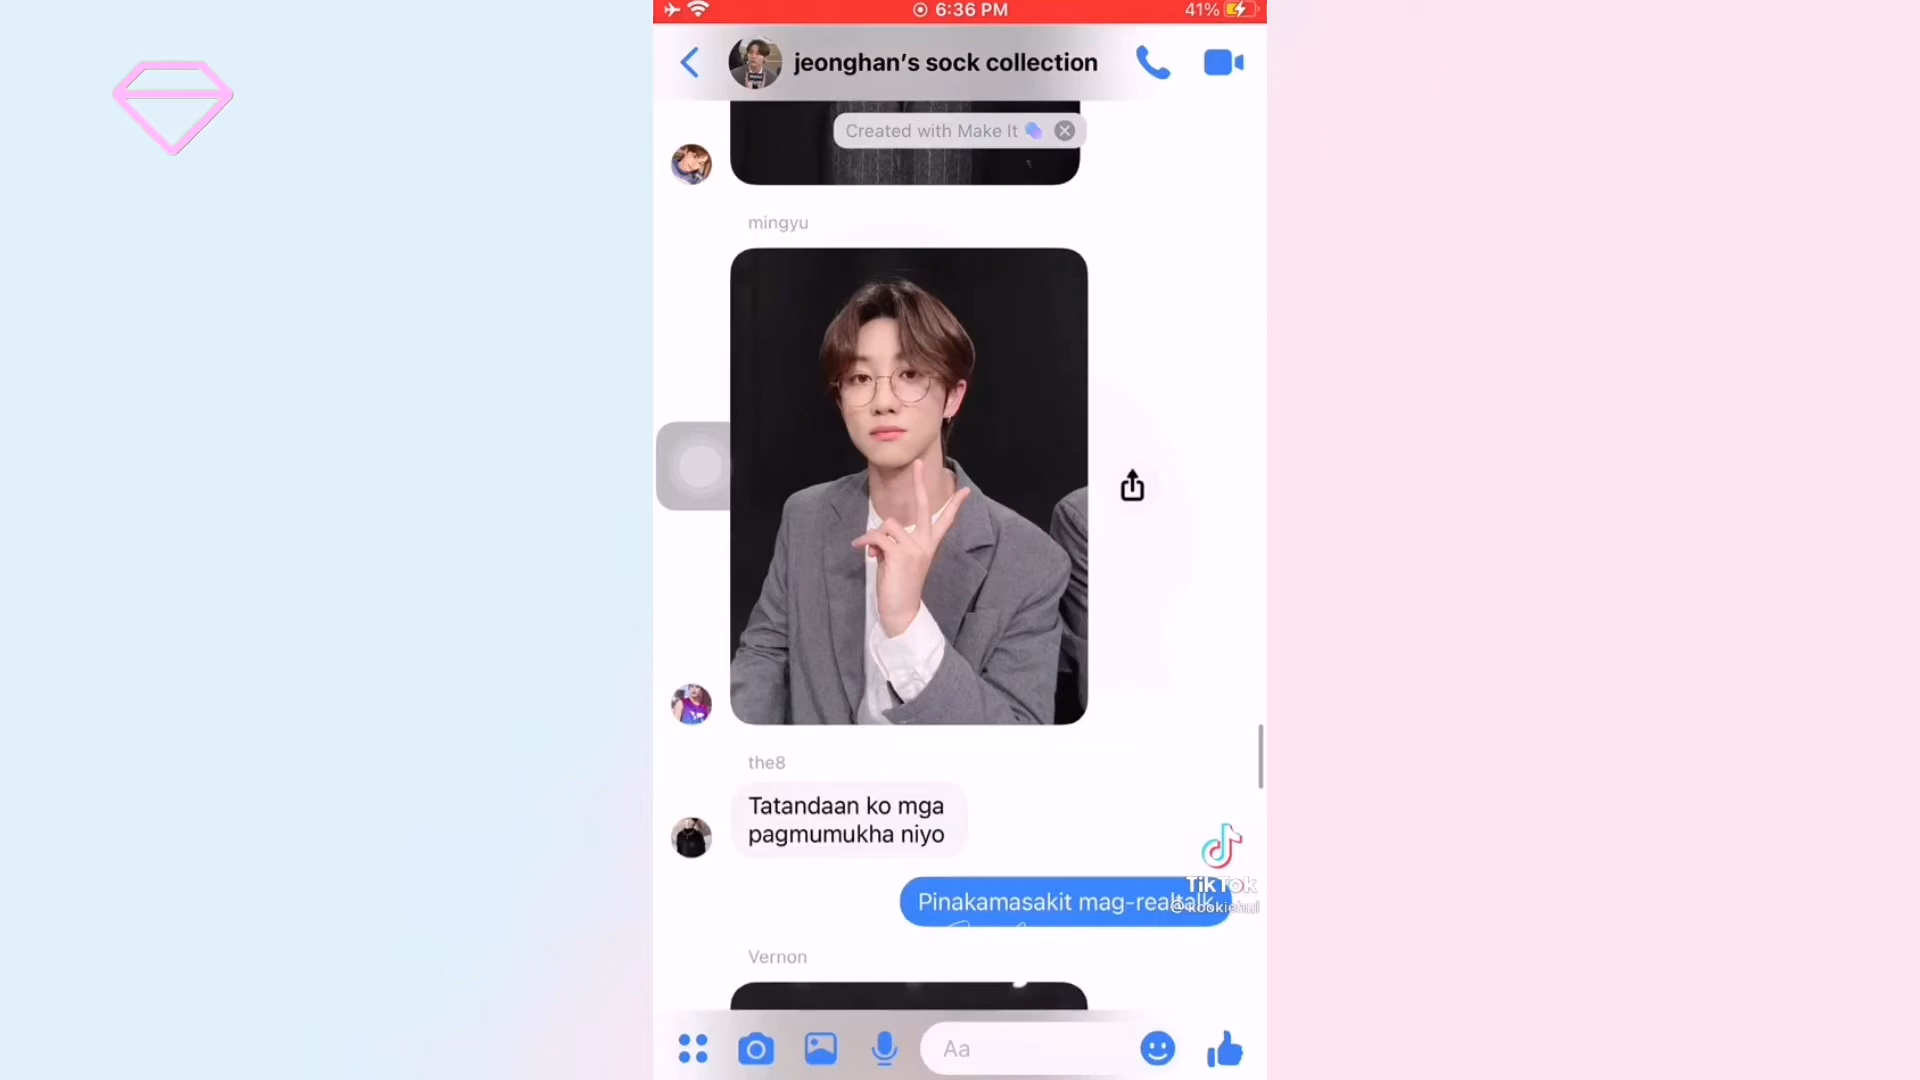 6:36 PM
41%
jeonghan's sock collection
Created with Make It
mingyu
the8
Tatandaan ko mga
pagmumukha niyo
Pinakamasakit mag-realtalk
TikTok
@kookiehui
Vernon
Aa